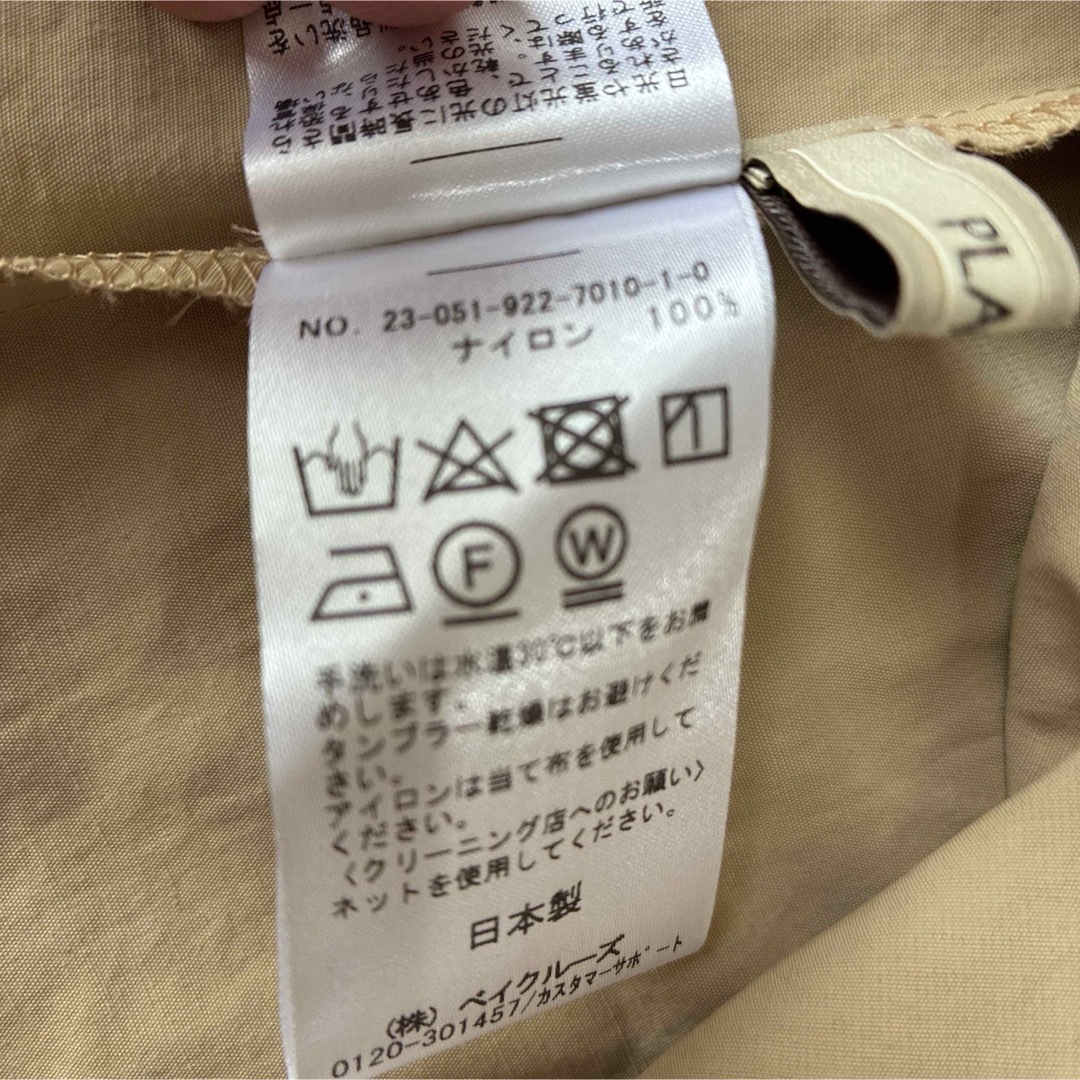 NO. 23-051-922-7010-1-0
ナイロン 100%
F
W
手洗いは水温30℃以下をお薦
めします。
タンブラー乾燥はお避けくだ
さい。
アイロンは当て布を使用して
ください。
〈クリーニング店へのお願い〉
ネットを使用してください。
日本製
(株) ベイクルーズ
0120-301457/カスタマーサポート
PLA